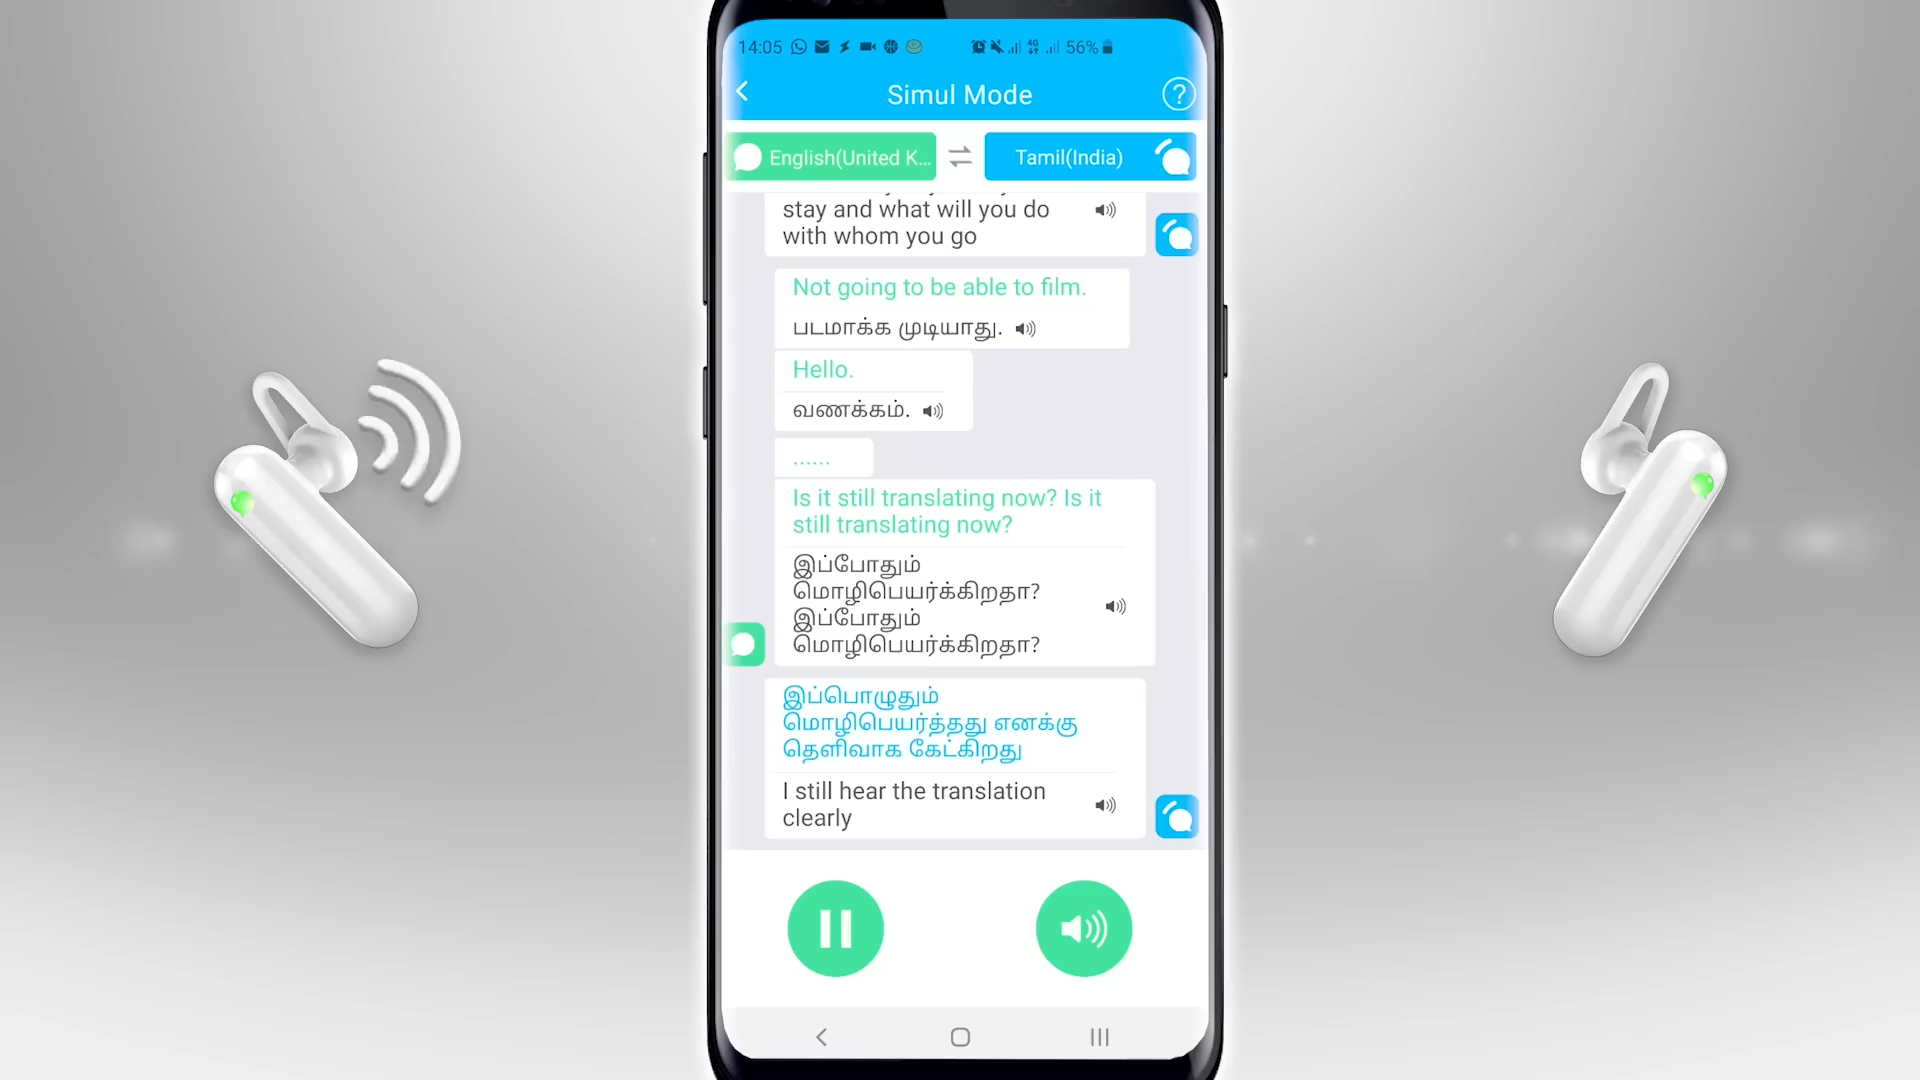 14:05
4G
56%
Simul Mode
?
English(United K...
Tamil(India)
stay and what will you do
with whom you go
Not going to be able to film.
படமாக்க முடியாது.
Hello.
வணக்கம்.
......
Is it still translating now? Is it
still translating now?
இப்போதும்
மொழிபெயர்க்கிறதா?
இப்போதும்
மொழிபெயர்க்கிறதா?
இப்பொழுதும்
மொழிபெயர்த்தது எனக்கு
தெளிவாக கேட்கிறது
I still hear the translation
clearly